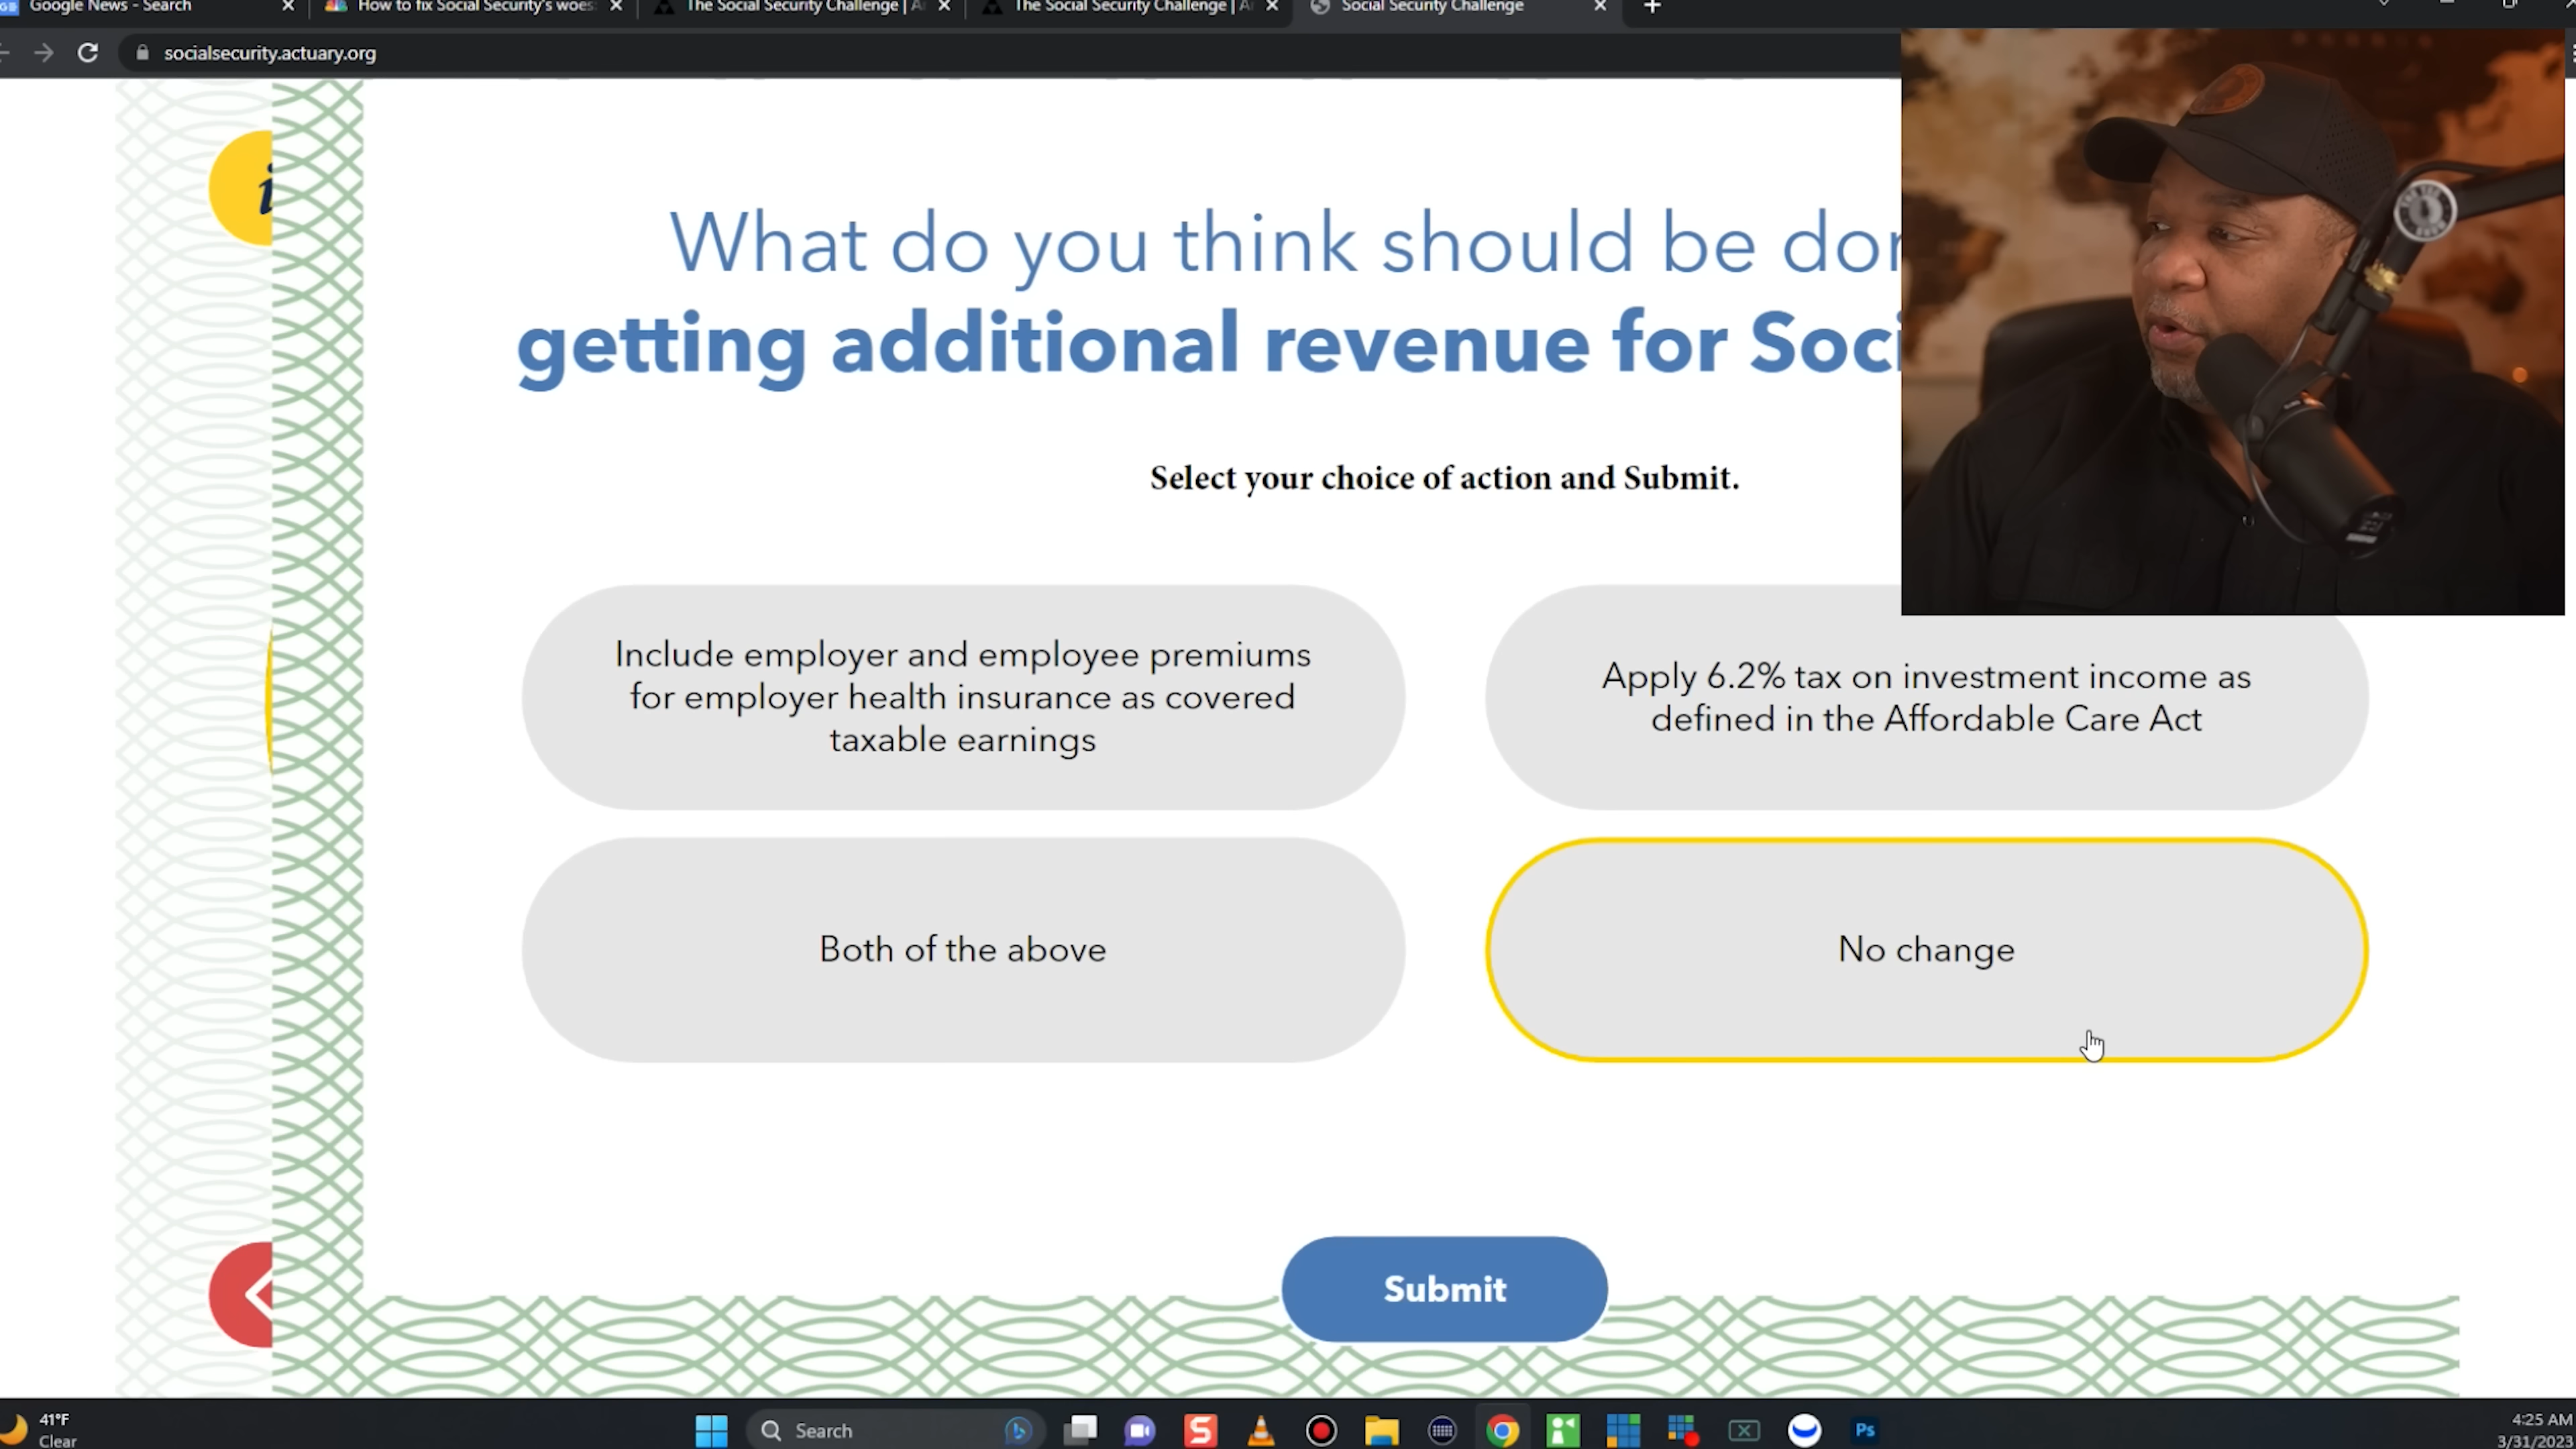 Google News - Search
How to fix Social Security's woes
The Social Security Challenge | A
The Social Security Challenge | A
Social Security Challenge
socialsecurity.actuary.org
i
What do you think should be
getting additional revenue for
Select your choice of action and Submit.
Include employer and employee premiums
for employer health insurance as covered
taxable earnings
Apply 6.2% tax on investment income as
defined in the Affordable Care Act
Both of the above
No change
Submit
41°F
Clear
Search
S
Ps
4:25 AM
3/31/2023